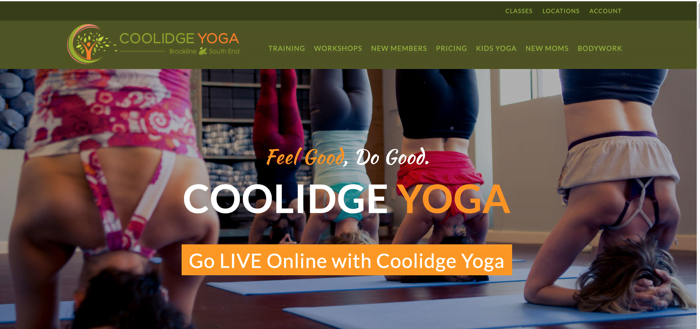 CLASSES LOCATIONS ACCOUNT
COOLIDGE YOGA
Brookline & South End
TRAINING WORKSHOPS NEW MEMBERS PRICING KIDS YOGA NEW MOMS BODYWORK
Feel Good, Do Good.
COOLIDGE YOGA
Go LIVE Online with Coolidge Yoga